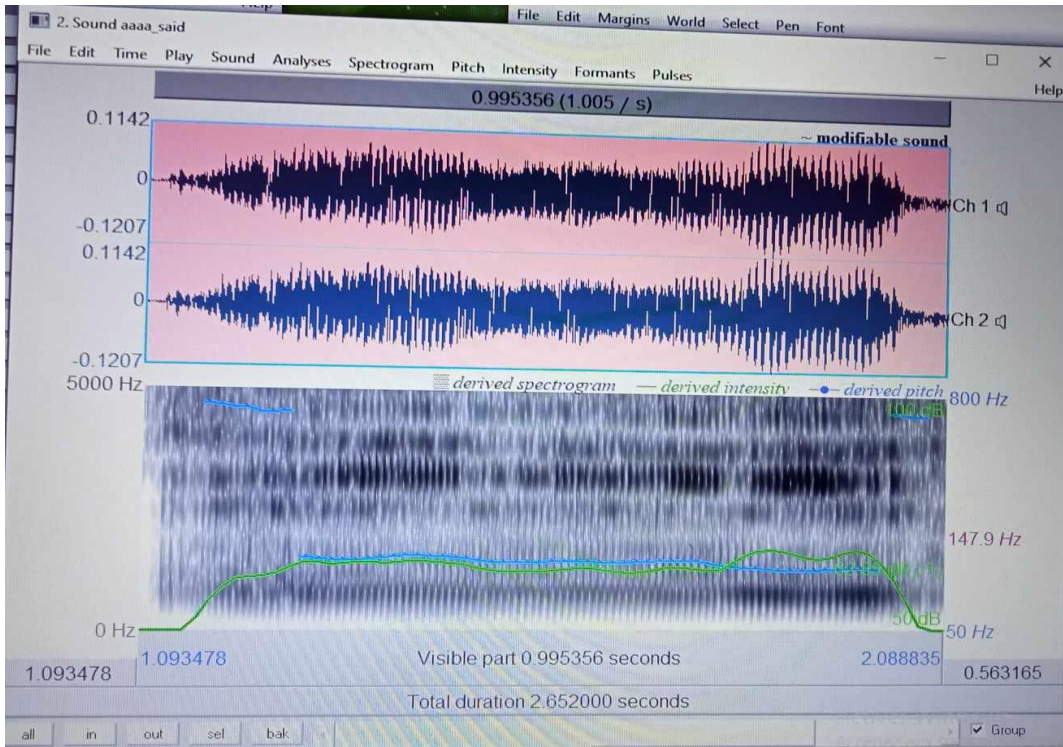 File Edit Margins World Select Pen Font
2. Sound aaaa_said
File Edit Time Play Sound Analyses Spectrogram Pitch Intensity Formants Pulses
Help
0.995356 (1.005 / s)
0.1142
~ modifiable sound
0
Ch 1
-0.1207
0.1142
0
Ch 2
-0.1207
derived spectrogram derived intensity derived pitch
5000 Hz
800 Hz
100 dB
147.9 Hz
0 Hz
50 dB
50 Hz
1.093478
Visible part 0.995356 seconds
2.088835
1.093478
0.563165
Total duration 2.652000 seconds
all in out sel bak
Group